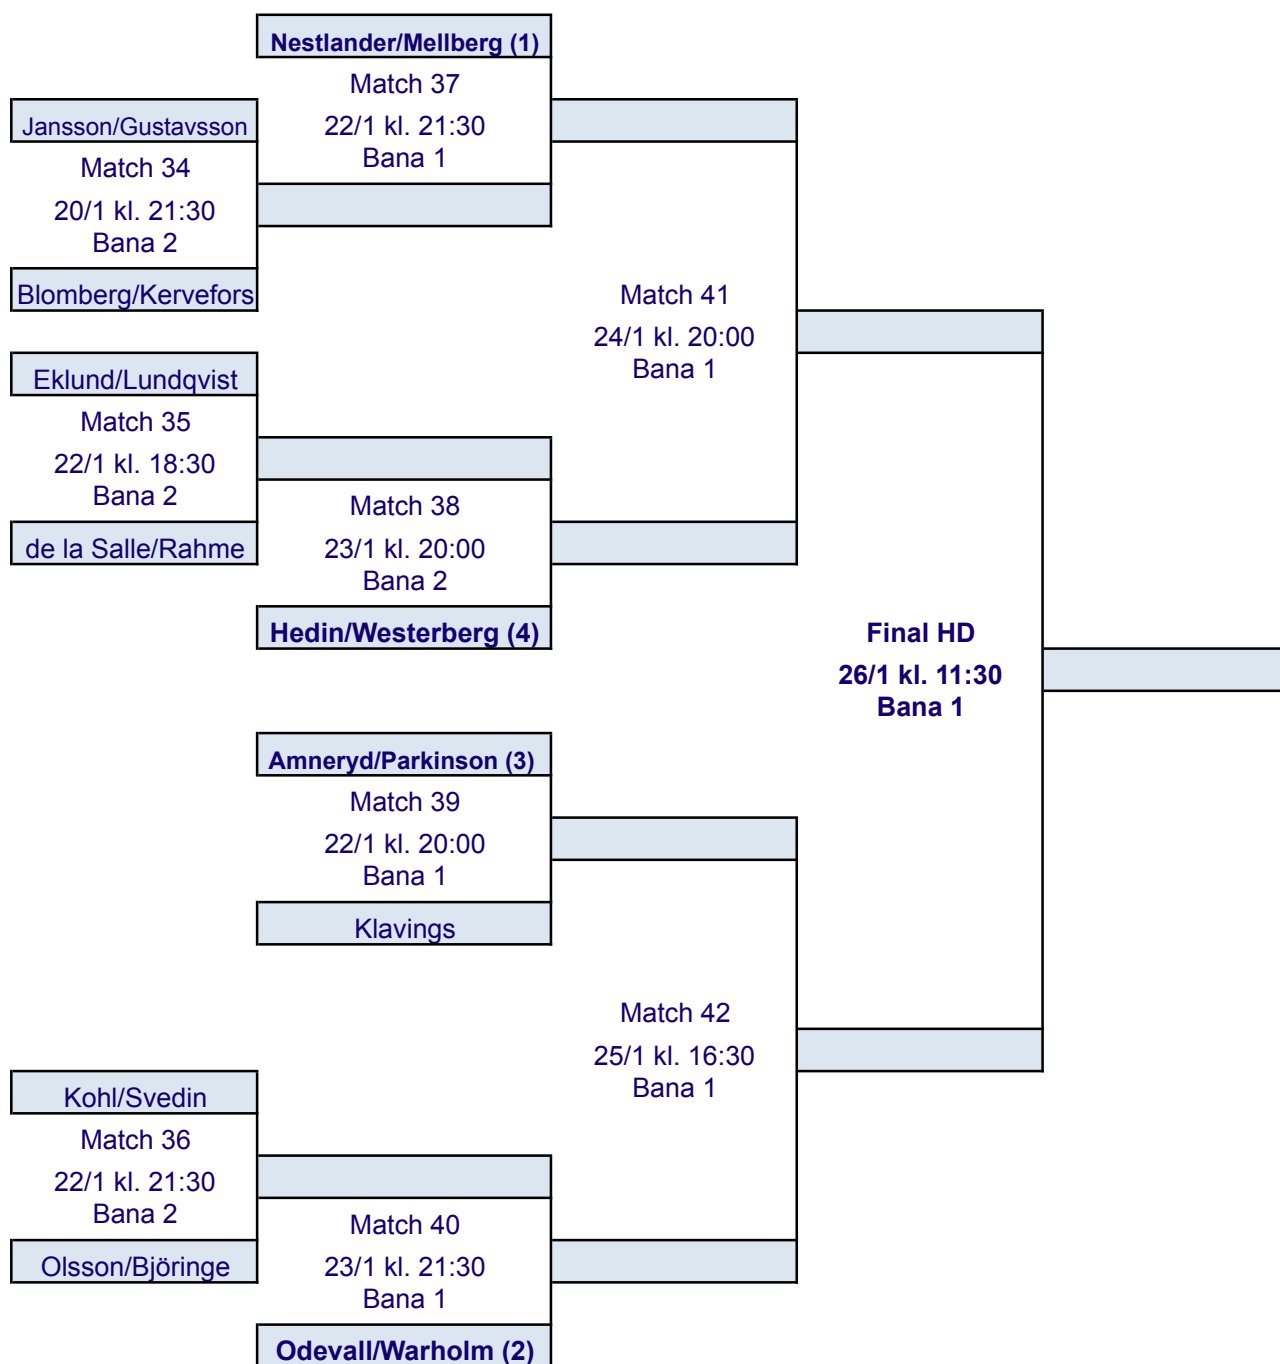 Nestlander/Mellberg (1)
Match 37
22/1 kl. 21:30
Bana 1
Jansson/Gustavsson
Match 34
20/1 kl. 21:30
Bana 2
Blomberg/Kervefors
Match 41
24/1 kl. 20:00
Bana 1
Eklund/Lundqvist
Match 35
22/1 kl. 18:30
Bana 2
de la Salle/Rahme
Match 38
23/1 kl. 20:00
Bana 2
Hedin/Westerberg (4)
Final HD
26/1 kl. 11:30
Bana 1
Amneryd/Parkinson (3)
Match 39
22/1 kl. 20:00
Bana 1
Klavings
Match 42
25/1 kl. 16:30
Bana 1
Kohl/Svedin
Match 36
22/1 kl. 21:30
Bana 2
Olsson/Björinge
Match 40
23/1 kl. 21:30
Bana 1
Odevall/Warholm (2)